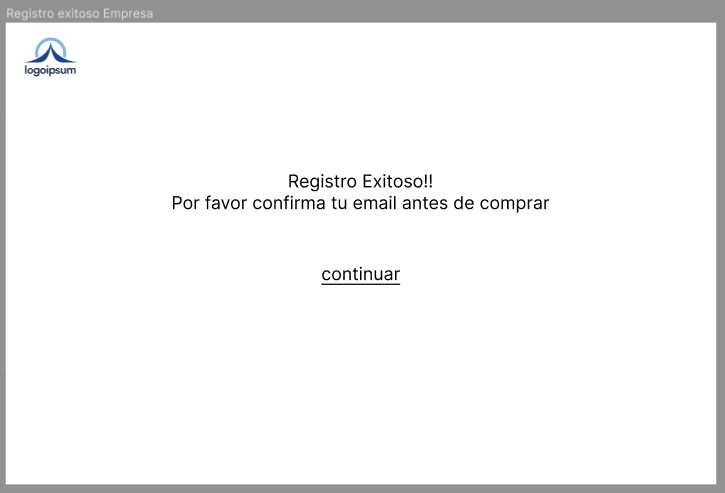 Registro exitoso Empresa
logoipsum
Registro Exitoso!!
Por favor confirma tu email antes de comprar
continuar